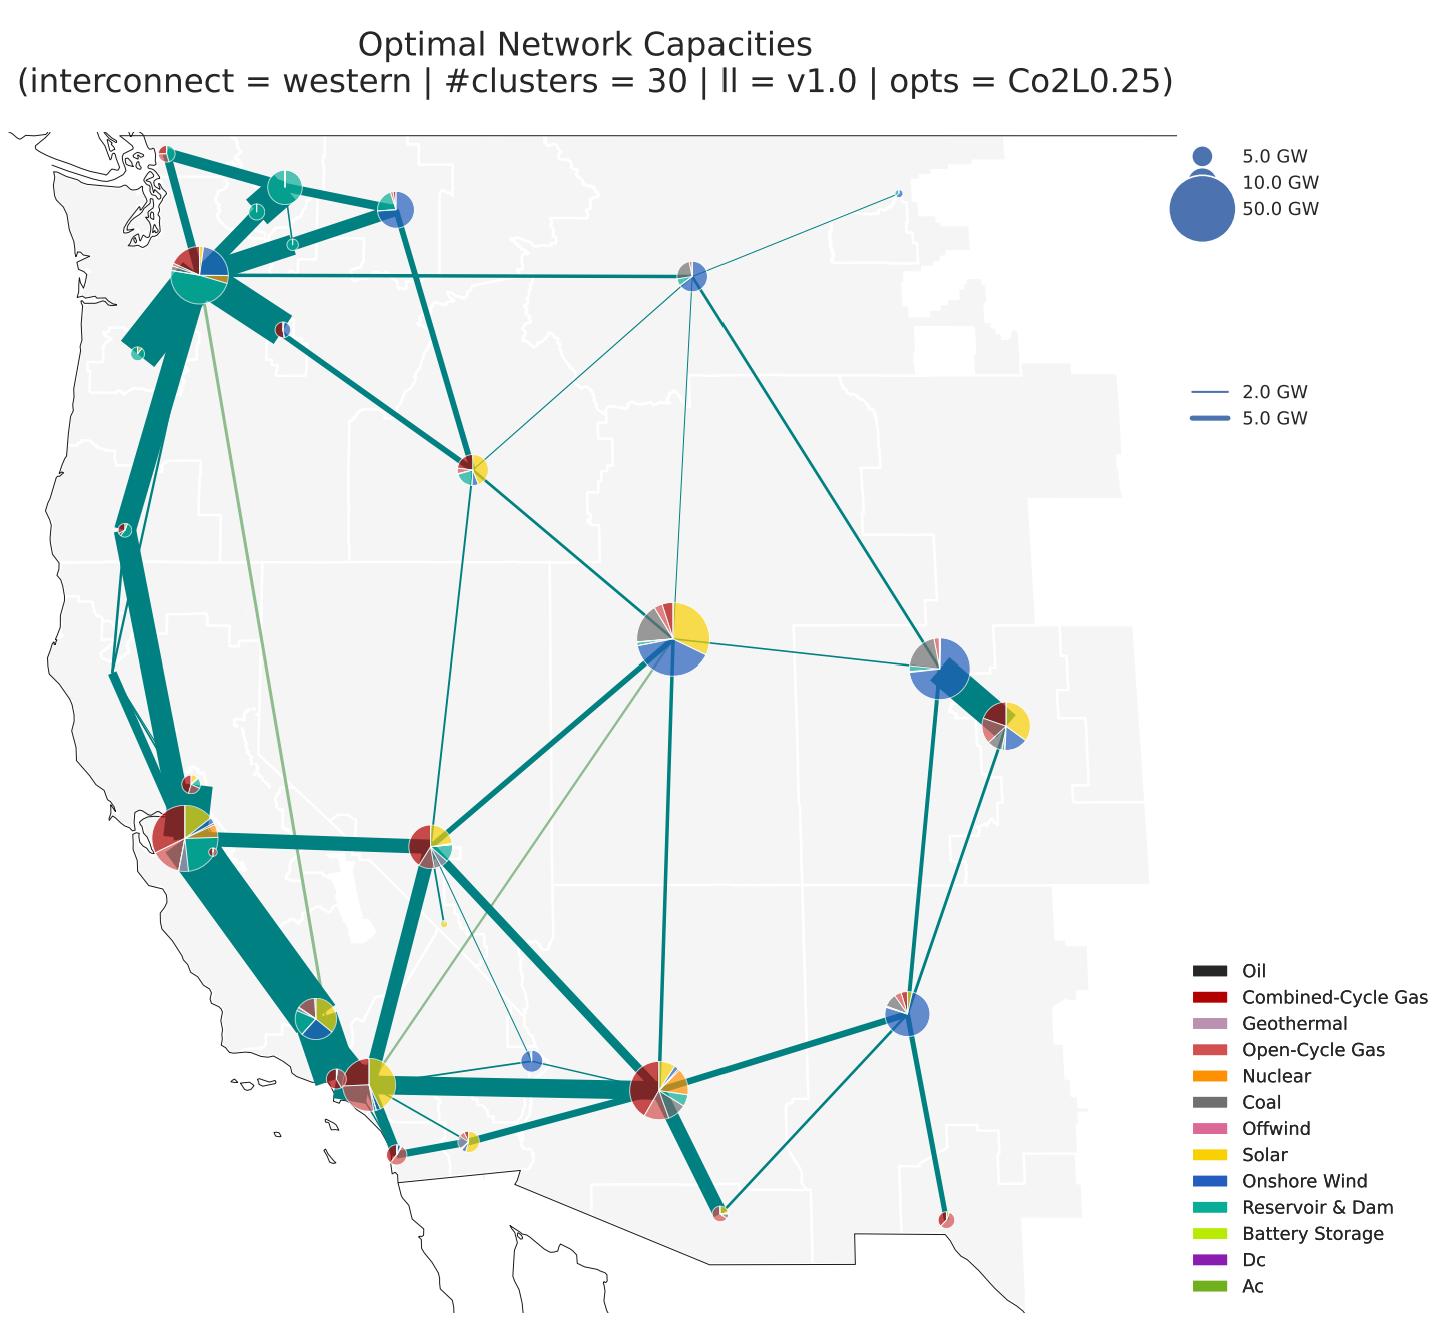 Optimal Network Capacities
(interconnect = western | #clusters = 30 | ll = v1.0 | opts = Co2L0.25)
5.0 GW
10.0 GW
50.0 GW
2.0 GW
5.0 GW
Oil
Combined-Cycle Gas
Geothermal
Open-Cycle Gas
Nuclear
Coal
Offwind
Solar
Onshore Wind
Reservoir & Dam
Battery Storage
Dc
Ac